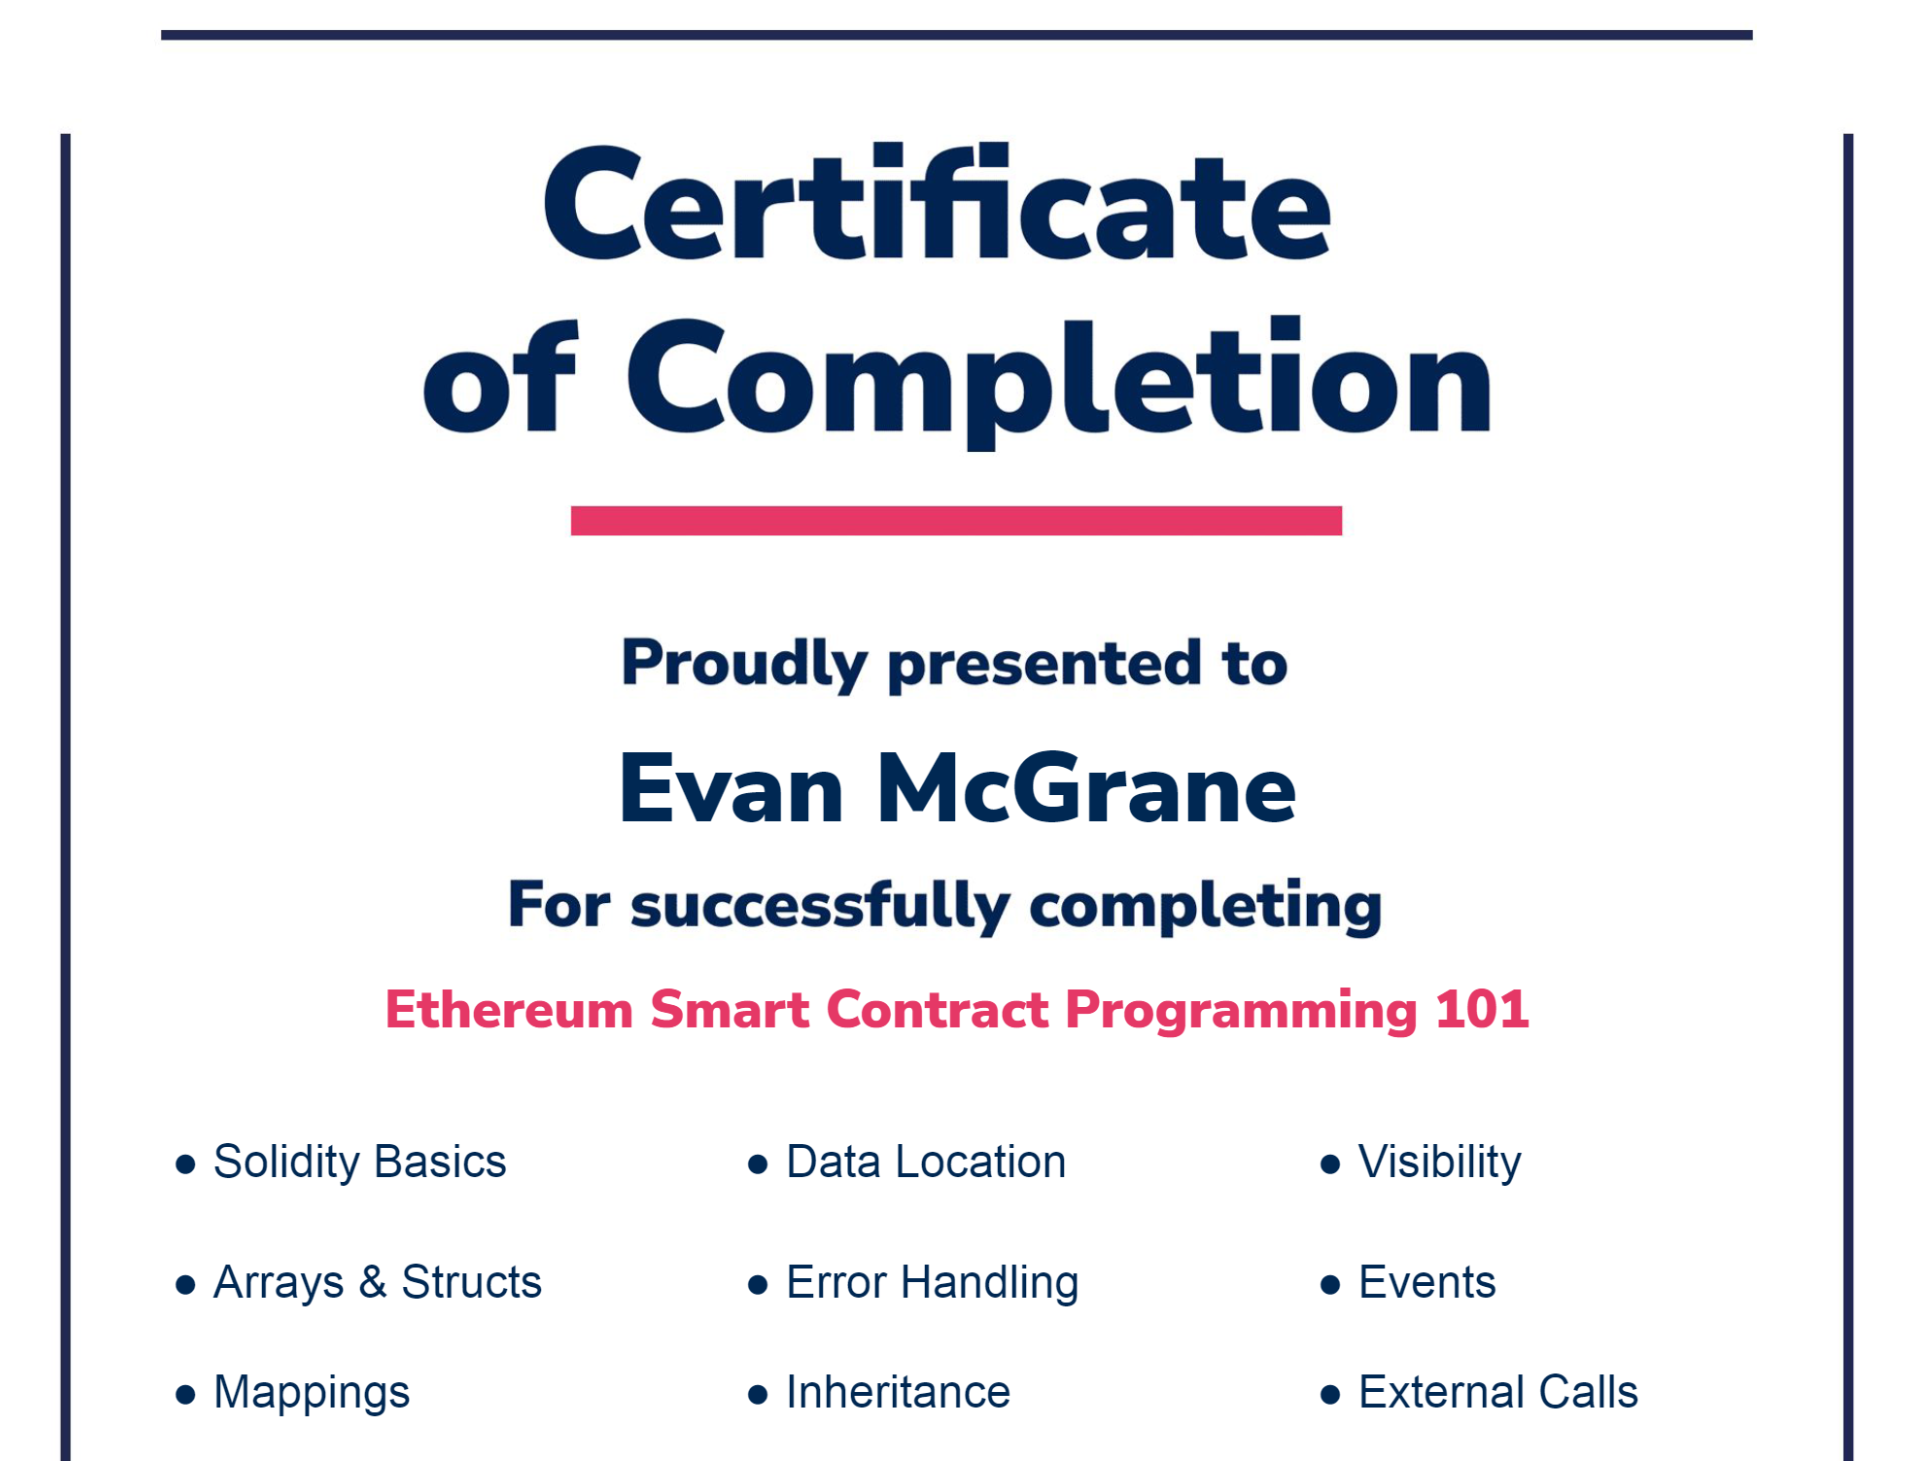 Certificate
of Completion
Proudly presented to
Evan McGrane
For successfully completing
Ethereum Smart Contract Programming 101
● Solidity Basics
● Data Location
● Visibility
● Arrays & Structs
● Error Handling
● Events
● Mappings
● Inheritance
● External Calls